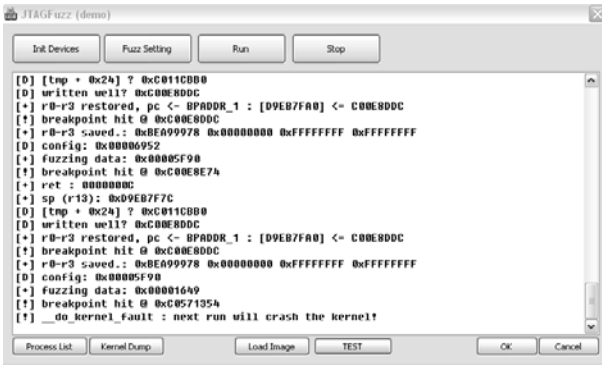 JTAGFuzz (demo)
Init Devices Fuzz Setting Run Stop
[D] [tmp + 0x24] ? 0xC011CBB0
[D] written well? 0xC00E8DDC
[+] r0-r3 restored, pc <- BPADDR_1 : [D9EB7FA0] <= C00E8DDC
[!] breakpoint hit @ 0xC00E8DDC
[+] r0-r3 saved.: 0xBEA99978 0x00000000 0xFFFFFFFF 0xFFFFFFFF
[D] config: 0x00006952
[+] fuzzing data: 0x00005F90
[!] breakpoint hit @ 0xC00E8E74
[+] ret : 0000000C
[+] sp (r13): 0xD9EB7F7C
[D] [tmp + 0x24] ? 0xC011CBB0
[D] written well? 0xC00E8DDC
[+] r0-r3 restored, pc <- BPADDR_1 : [D9EB7FA0] <= C00E8DDC
[!] breakpoint hit @ 0xC00E8DDC
[+] r0-r3 saved.: 0xBEA99978 0x00000000 0xFFFFFFFF 0xFFFFFFFF
[D] config: 0x00005F90
[+] fuzzing data: 0x00001649
[!] breakpoint hit @ 0xC0571354
[!] __do_kernel_fault : next run will crash the kernel!
Process List Kernel Dump Load Image TEST OK Cancel